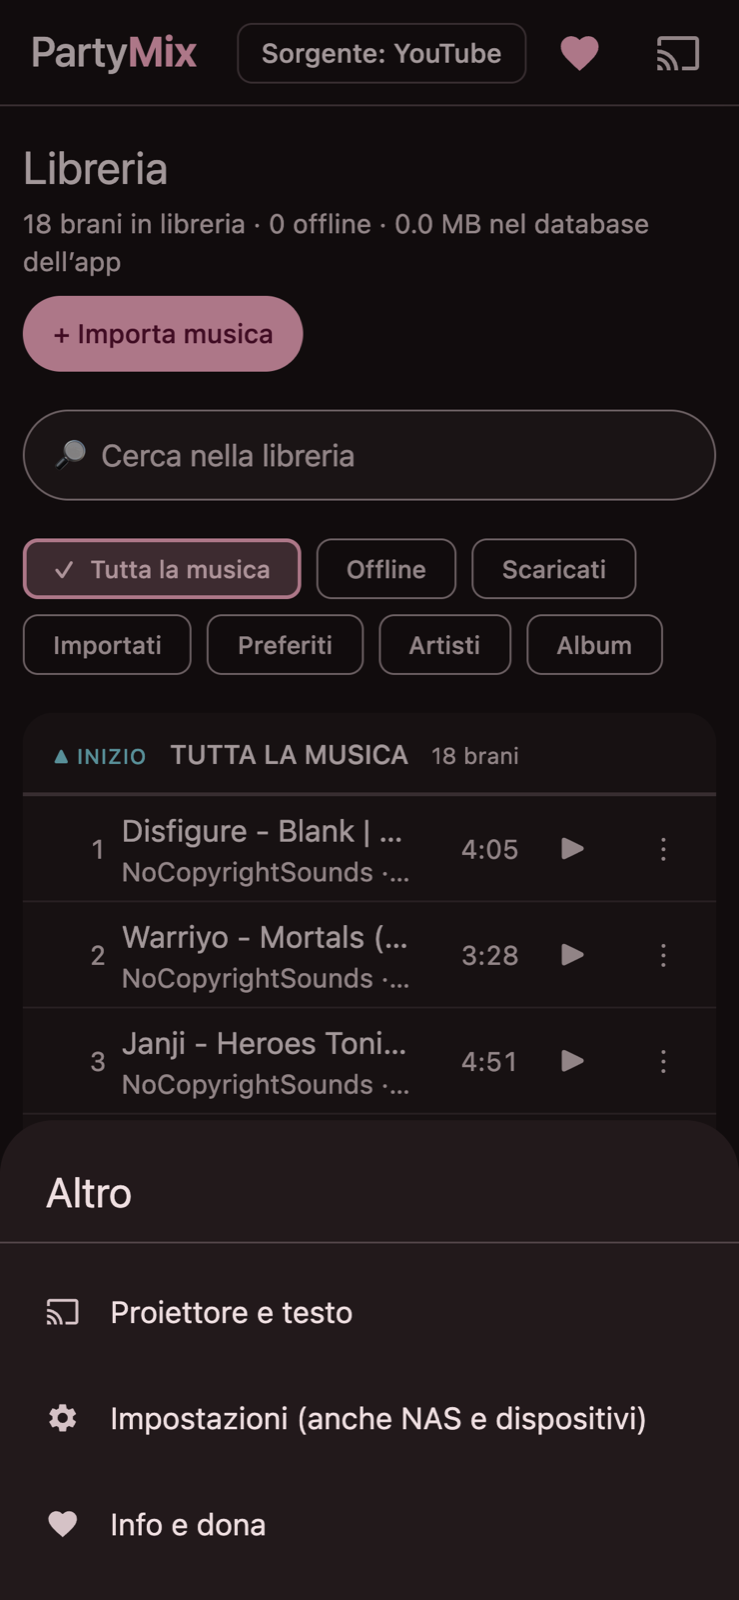 PartyMix
Sorgente: YouTube
Libreria
18 brani in libreria · 0 offline · 0.0 MB nel database
dell’app
+ Importa musica
Cerca nella libreria
✓ Tutta la musica
Offline
Scaricati
Importati
Preferiti
Artisti
Album
▲ INIZIO TUTTA LA MUSICA 18 brani
1 Disfigure - Blank | ... 4:05
NoCopyrightSounds ·...
2 Warriyo - Mortals (... 3:28
NoCopyrightSounds ·...
3 Janji - Heroes Toni... 4:51
NoCopyrightSounds ·...
Altro
Proiettore e testo
Impostazioni (anche NAS e dispositivi)
Info e dona